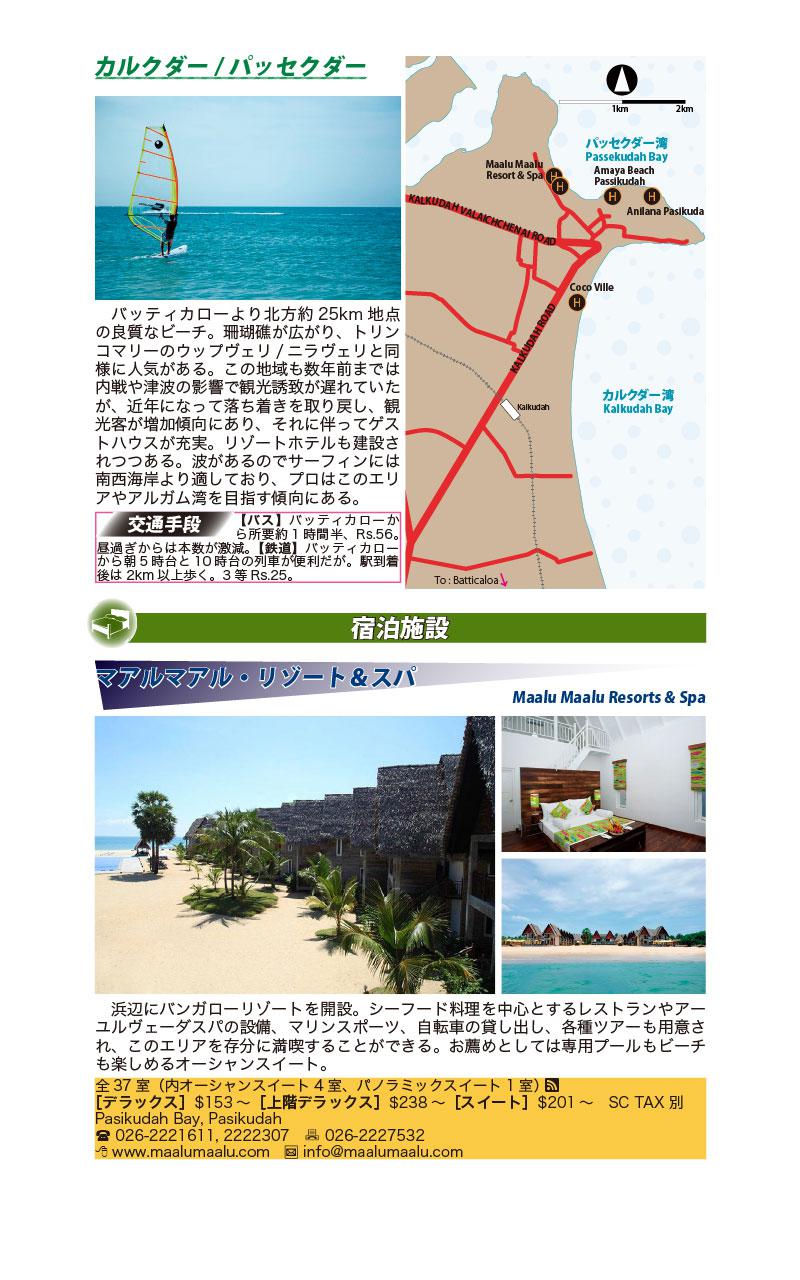 カルクダー / パッセクダー
バッティカローより北方約 25km 地点
の良質なビーチ。珊瑚礁が広がり、トリン
コマリーのウップヴェリ / ニラヴェリと同
様に人気がある。この地域も数年前までは
内戦や津波の影響で観光誘致が遅れていた
が、近年になって落ち着きを取り戻し、観
光客が増加傾向にあり、それに伴ってゲス
トハウスが充実。リゾートホテルも建設さ
れつつある。波があるのでサーフィンには
南西海岸より適しており、プロはこのエリ
アやアルガム湾を目指す傾向にある。
交通手段
【バス】バッティカローか
ら所要約 1 時間半、Rs.56。
昼過ぎからは本数が激減。【鉄道】バッティカロー
から朝 5 時台と 10 時台の列車が便利だが。駅到着
後は 2km 以上歩く。3 等 Rs.25。
1km
2km
パッセクダー湾
Passekudah Bay
Maalu Maalu
Resort & Spa
H
H
Amaya Beach
Passikudah
H
H
Anilana Pasikuda
KALKUDAH VALAICHCHENAI ROAD
Coco Ville
H
KALKUDAH ROAD
カルクダー湾
Kalkudah Bay
Kalkudah
To : Batticaloa
宿泊施設
マアルマアル・リゾート＆スパ
Maalu Maalu Resorts & Spa
浜辺にバンガローリゾートを開設。シーフード料理を中心とするレストランやアー
ユルヴェーダスパの設備、マリンスポーツ、自転車の貸し出し、各種ツアーも用意さ
れ、このエリアを存分に満喫することができる。お薦めとしては専用プールもビーチ
も楽しめるオーシャンスイート。
全 37 室（内オーシャンスイート 4 室、パノラミックスイート 1 室）
［デラックス］$153 ～［上階デラックス］$238 ～［スイート］$201 ～　SC TAX 別
Pasikudah Bay, Pasikudah
026-2221611, 2222307　026-2227532
www.maalumaalu.com　info@maalumaalu.com